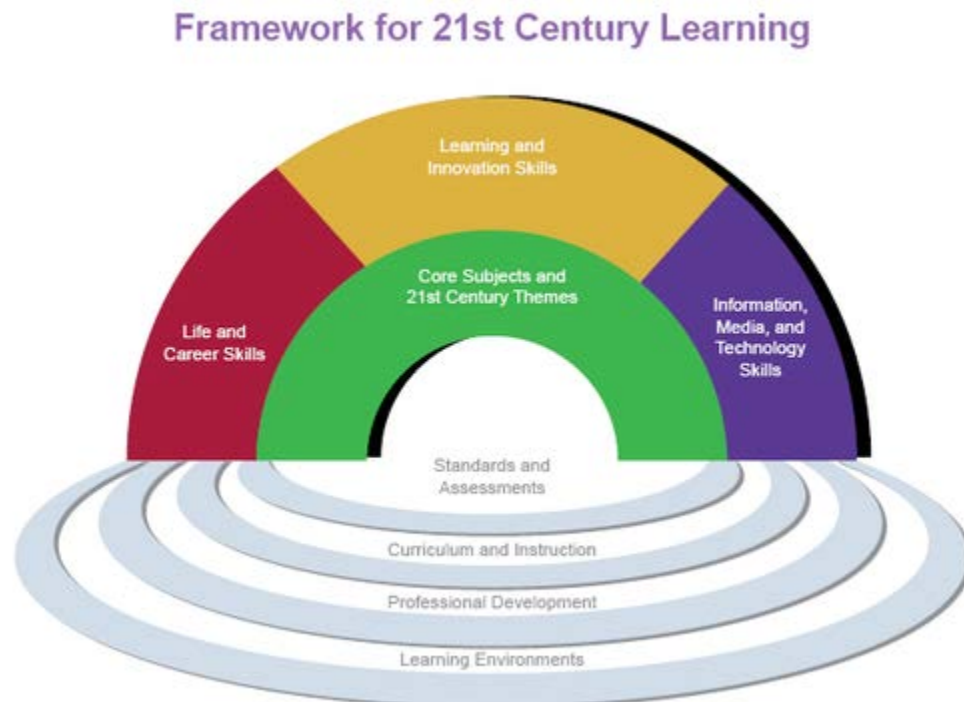 Framework for 21st Century Learning
Learning and
Innovation Skills
Core Subjects and
21st Century Themes
Life and
Career Skills
Information,
Media, and
Technology
Skills
Standards and
Assessments
Curriculum and Instruction
Professional Development
Learning Environments